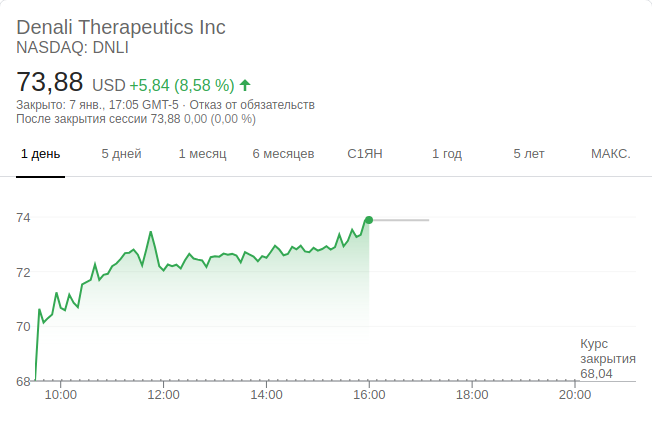 Denali Therapeutics Inc
NASDAQ: DNLI
73,88 USD +5,84 (8,58 %)
Закрыто: 7 янв., 17:05 GMT-5 · Отказ от обязательств
После закрытия сессии 73,88 0,00 (0,00 %)
1 день 5 дней 1 месяц 6 месяцев С1ЯН 1 год 5 лет МАКС.
74
72
70
Курс
закрытия
68,04
68
10:00 12:00 14:00 16:00 18:00 20:00